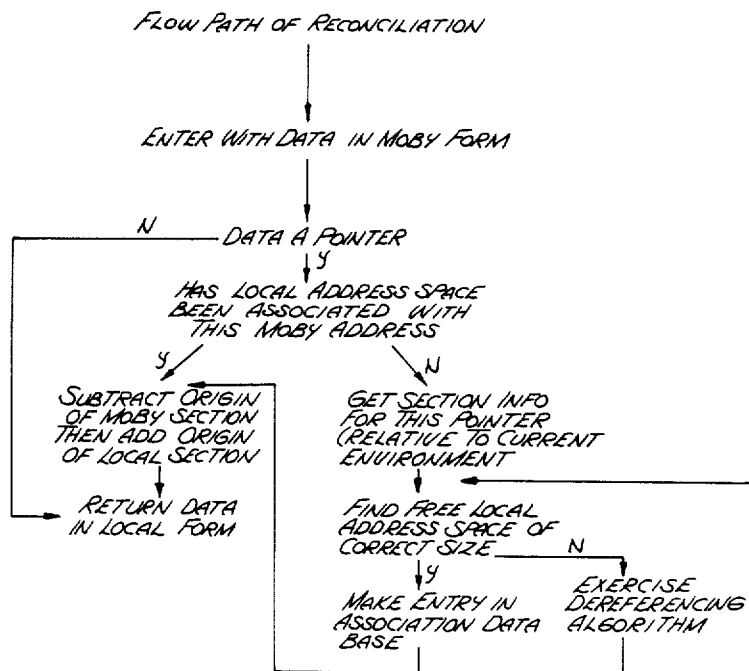 FLOW PATH OF RECONCILIATION
ENTER WITH DATA IN MOBY FORM
N
DATA A POINTER
Y
HAS LOCAL ADDRESS SPACE
BEEN ASSOCIATED WITH
THIS MOBY ADDRESS
Y
N
SUBTRACT ORIGIN
OF MOBY SECTION
THEN ADD ORIGIN
OF LOCAL SECTION
GET SECTION INFO
FOR THIS POINTER
(RELATIVE TO CURRENT
ENVIRONMENT
RETURN DATA
IN LOCAL FORM
FIND FREE LOCAL
ADDRESS SPACE OF
CORRECT SIZE
N
Y
MAKE ENTRY IN
ASSOCIATION DATA
BASE
EXERCISE
DEREFERENCING
ALGORITHM